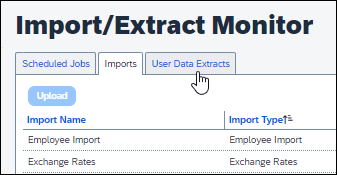 Import/Extract Monitor
Scheduled Jobs Imports User Data Extracts
Upload
Import Name Import Type
Employee Import Employee Import
Exchange Rates Exchange Rates